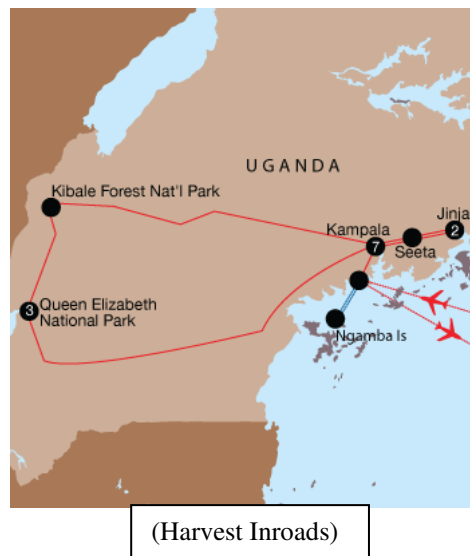 UGANDA
Kibale Forest Nat'l Park
Jinja
Kampala
2
7
Seeta
3
Queen Elizabeth
National Park
Ngamba Is
(Harvest Inroads)